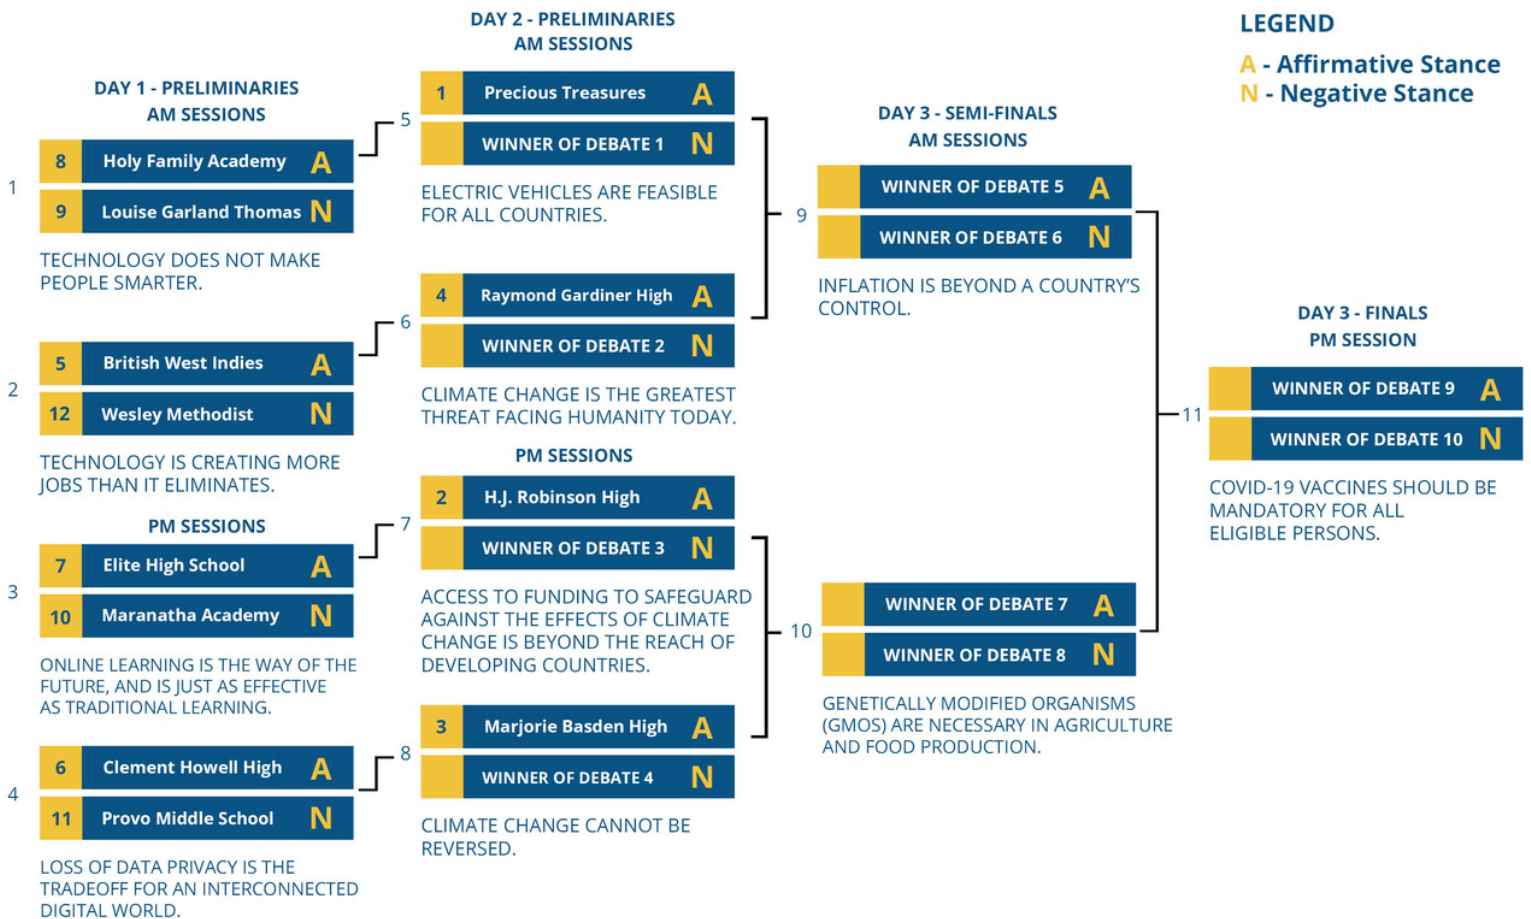 DAY 1 - PRELIMINARIES
AM SESSIONS
1
8 Holy Family Academy A
9 Louise Garland Thomas N
TECHNOLOGY DOES NOT MAKE
PEOPLE SMARTER.
2
5 British West Indies A
12 Wesley Methodist N
TECHNOLOGY IS CREATING MORE
JOBS THAN IT ELIMINATES.
PM SESSIONS
3
7 Elite High School A
10 Maranatha Academy N
ONLINE LEARNING IS THE WAY OF THE
FUTURE, AND IS JUST AS EFFECTIVE
AS TRADITIONAL LEARNING.
4
6 Clement Howell High A
11 Provo Middle School N
LOSS OF DATA PRIVACY IS THE
TRADEOFF FOR AN INTERCONNECTED
DIGITAL WORLD.
DAY 2 - PRELIMINARIES
AM SESSIONS
5
1 Precious Treasures A
WINNER OF DEBATE 1 N
ELECTRIC VEHICLES ARE FEASIBLE
FOR ALL COUNTRIES.
6
4 Raymond Gardiner High A
WINNER OF DEBATE 2 N
CLIMATE CHANGE IS THE GREATEST
THREAT FACING HUMANITY TODAY.
PM SESSIONS
7
2 H.J. Robinson High A
WINNER OF DEBATE 3 N
ACCESS TO FUNDING TO SAFEGUARD
AGAINST THE EFFECTS OF CLIMATE
CHANGE IS BEYOND THE REACH OF
DEVELOPING COUNTRIES.
8
3 Marjorie Basden High A
WINNER OF DEBATE 4 N
CLIMATE CHANGE CANNOT BE
REVERSED.
DAY 3 - SEMI-FINALS
AM SESSIONS
9
WINNER OF DEBATE 5 A
WINNER OF DEBATE 6 N
INFLATION IS BEYOND A COUNTRY'S
CONTROL.
10
WINNER OF DEBATE 7 A
WINNER OF DEBATE 8 N
GENETICALLY MODIFIED ORGANISMS
(GMOS) ARE NECESSARY IN AGRICULTURE
AND FOOD PRODUCTION.
DAY 3 - FINALS
PM SESSION
11
WINNER OF DEBATE 9 A
WINNER OF DEBATE 10 N
COVID-19 VACCINES SHOULD BE
MANDATORY FOR ALL
ELIGIBLE PERSONS.
LEGEND
A - Affirmative Stance
N - Negative Stance